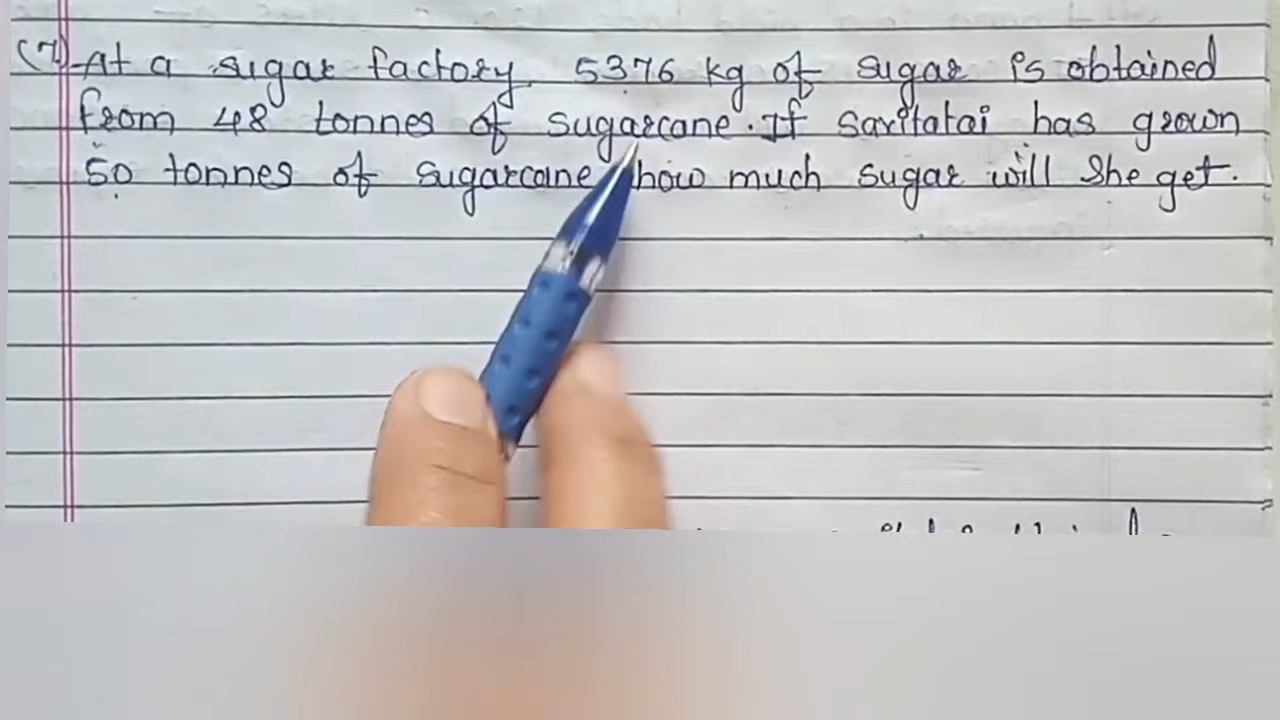 (7) At a sugar factory 5376 kg of sugar is obtained
from 48 tonnes of sugarcane. If Saritatai has grown
50 tonnes of sugarcane how much sugar will she get.